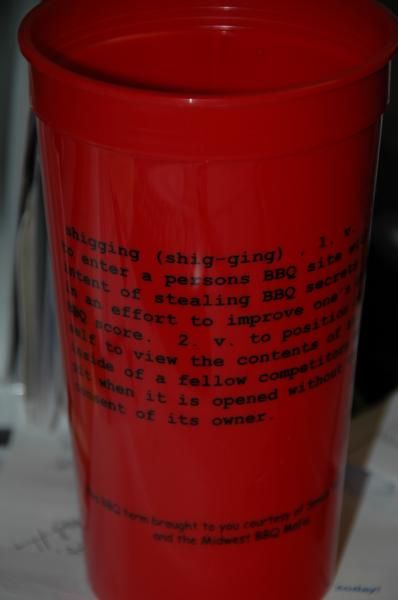 shigging (shig-ging) . 1. v.
to enter a persons BBQ site
intent of stealing BBQ secrets
in an effort to improve one's
BBQ score. 2. v. to position
self to view the contents of
inside of a fellow competitors
pit when it is opened without
consent of its owner.
BBQ term brought to you courtesy of
and the Midwest BBQ
today!